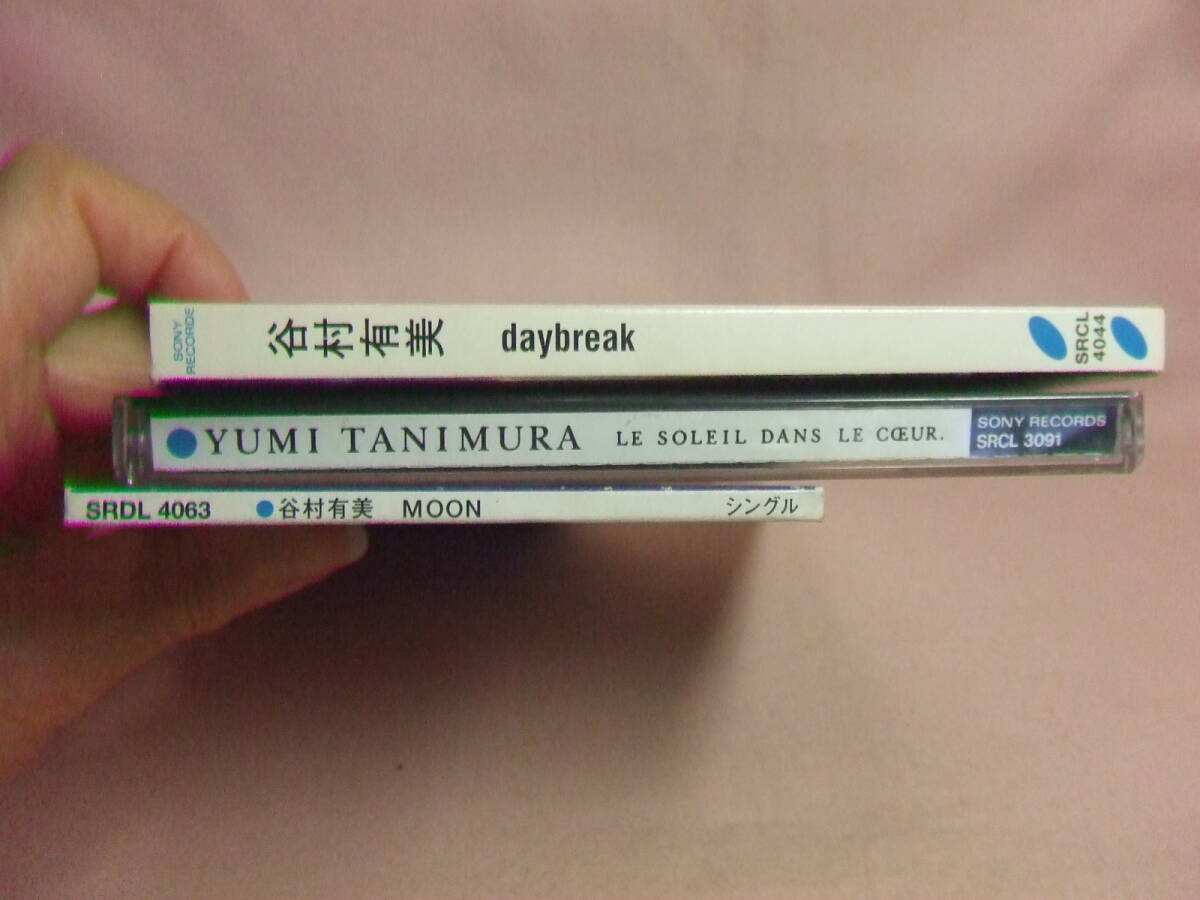 SONY
RECORDS
谷村有美 daybreak
SRCL
4044
YUMI TANIMURA LE SOLEIL DANS LE CŒUR.
SONY RECORDS
SRCL 3091
SRDL 4063 ●谷村有美 MOON シングル